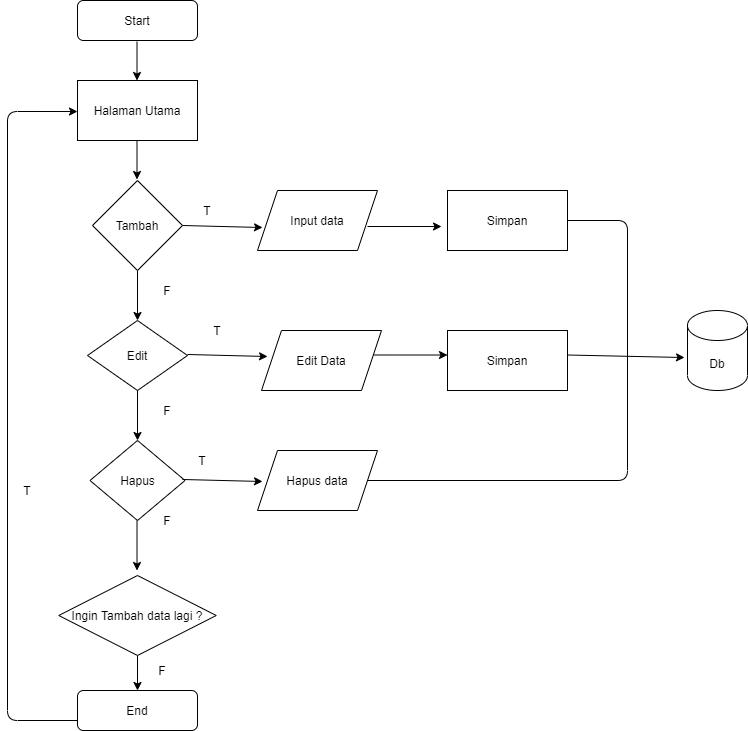 Start
Halaman Utama
Tambah
T
Input data
Simpan
F
Edit
T
Edit Data
Simpan
Db
F
Hapus
T
Hapus data
F
T
Ingin Tambah data lagi ?
F
End